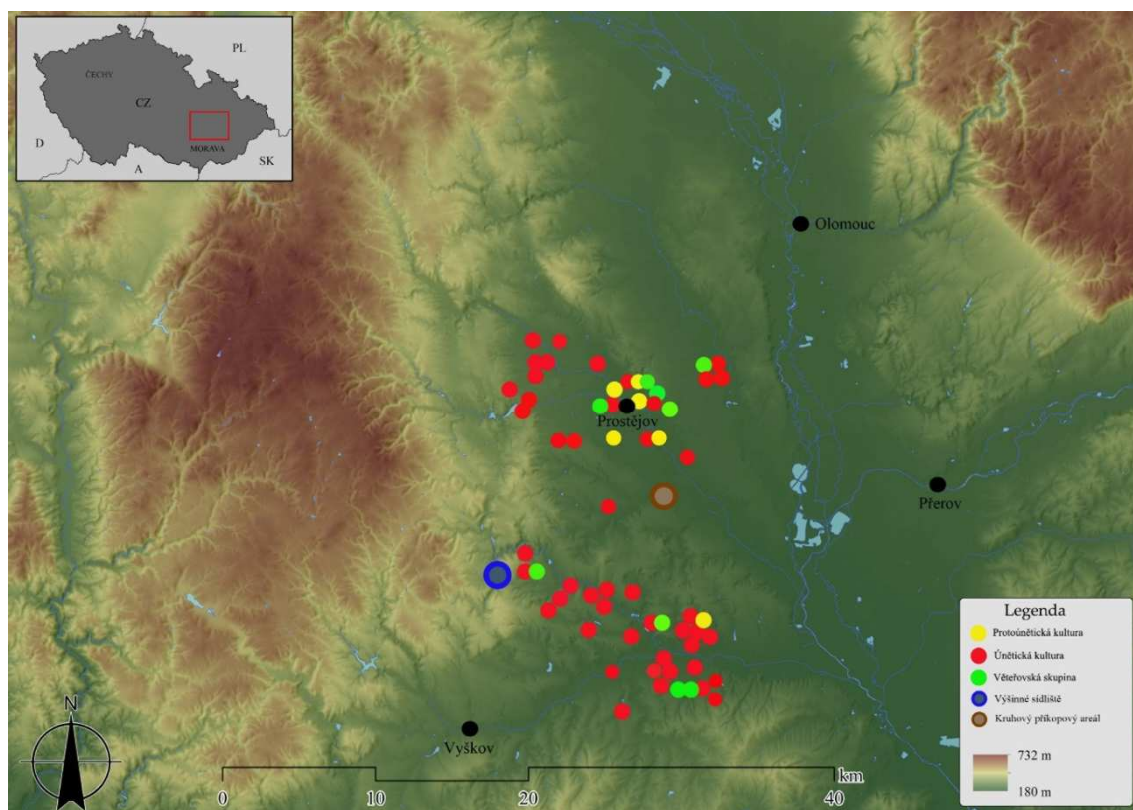 PL
ČECHY
CZ
D
MORAVA
SK
A
Olomouc
Prostějov
Přerov
Vyškov
N
0
10
20
40
km
Legenda
Protoúnětická kultura
Únětická kultura
Věteřovská skupina
Výšinné sídliště
Kruhový příkopový areál
732 m
180 m